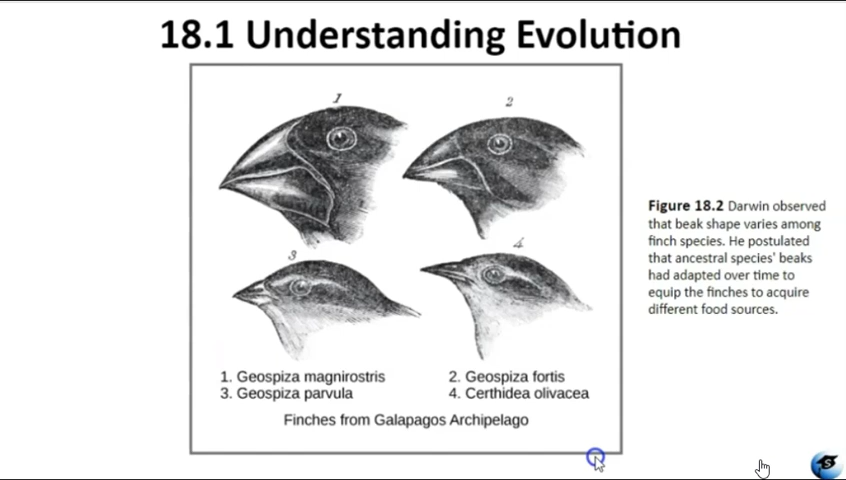 18.1 Understanding Evolution
1
2
3
4
1. Geospiza magnirostris
2. Geospiza fortis
3. Geospiza parvula
4. Certhidea olivacea
Finches from Galapagos Archipelago
Figure 18.2 Darwin observed
that beak shape varies among
finch species. He postulated
that ancestral species' beaks
had adapted over time to
equip the finches to acquire
different food sources.
S